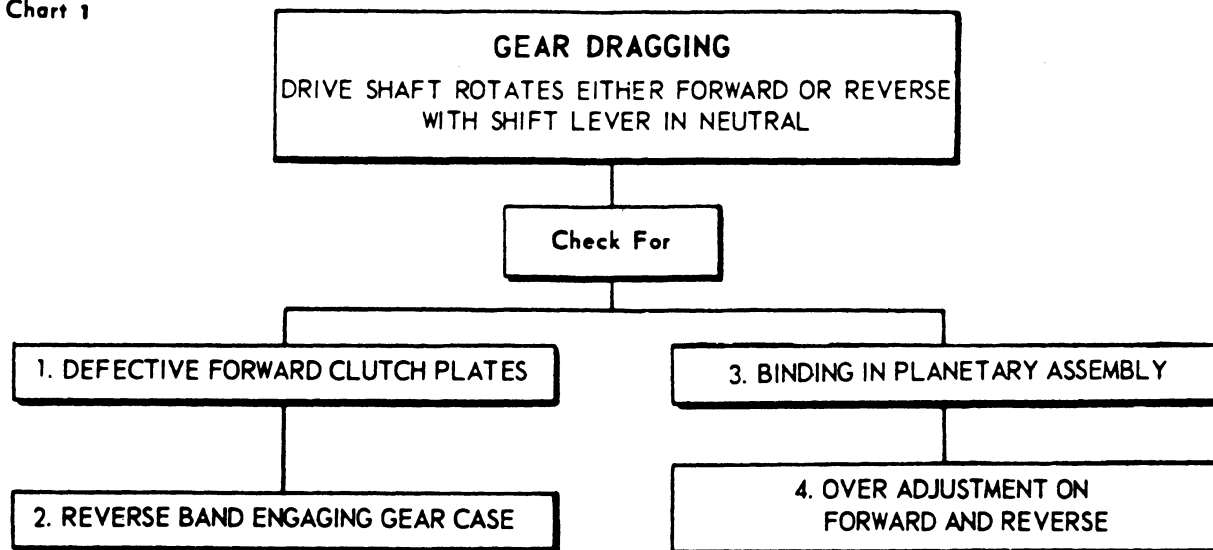 Chart 1
GEAR DRAGGING
DRIVE SHAFT ROTATES EITHER FORWARD OR REVERSE
WITH SHIFT LEVER IN NEUTRAL
Check For
1. DEFECTIVE FORWARD CLUTCH PLATES
2. REVERSE BAND ENGAGING GEAR CASE
3. BINDING IN PLANETARY ASSEMBLY
4. OVER ADJUSTMENT ON
FORWARD AND REVERSE